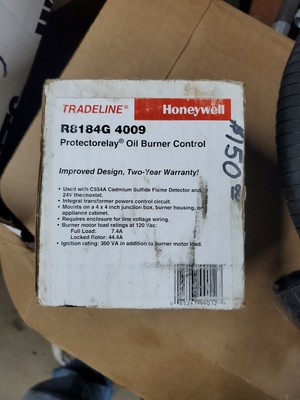 TRADELINE® Honeywell
R8184G 4009
Protectorelay® Oil Burner Control
Improved Design, Two-Year Warranty!
• Used with C554A Cadmium Sulfide Flame Detector and
24V thermostat.
• Integral transformer powers control circuit.
• Mounts on a 4 x 4 inch junction box, burner housing, or
appliance cabinet.
• Requires enclosure for line voltage wiring.
• Burner motor load ratings at 120 Vac:
Full Load: 7.4A
Locked Rotor: 44.4A
• Ignition rating: 360 VA in addition to burner motor load.
$150